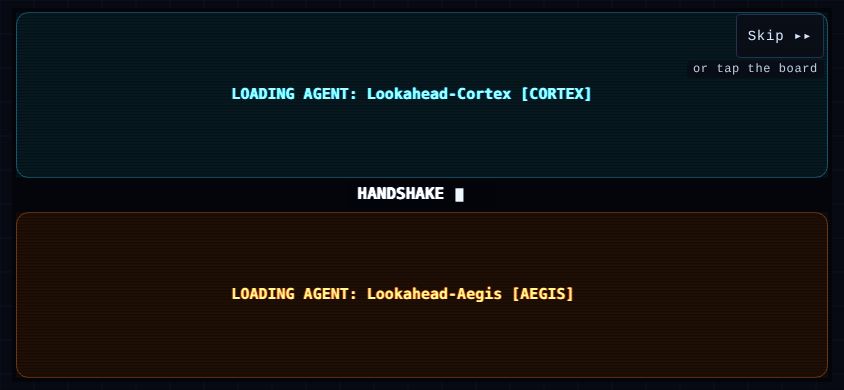 Skip ▸▸
or tap the board
LOADING AGENT: Lookahead-Cortex [CORTEX]
HANDSHAKE
LOADING AGENT: Lookahead-Aegis [AEGIS]